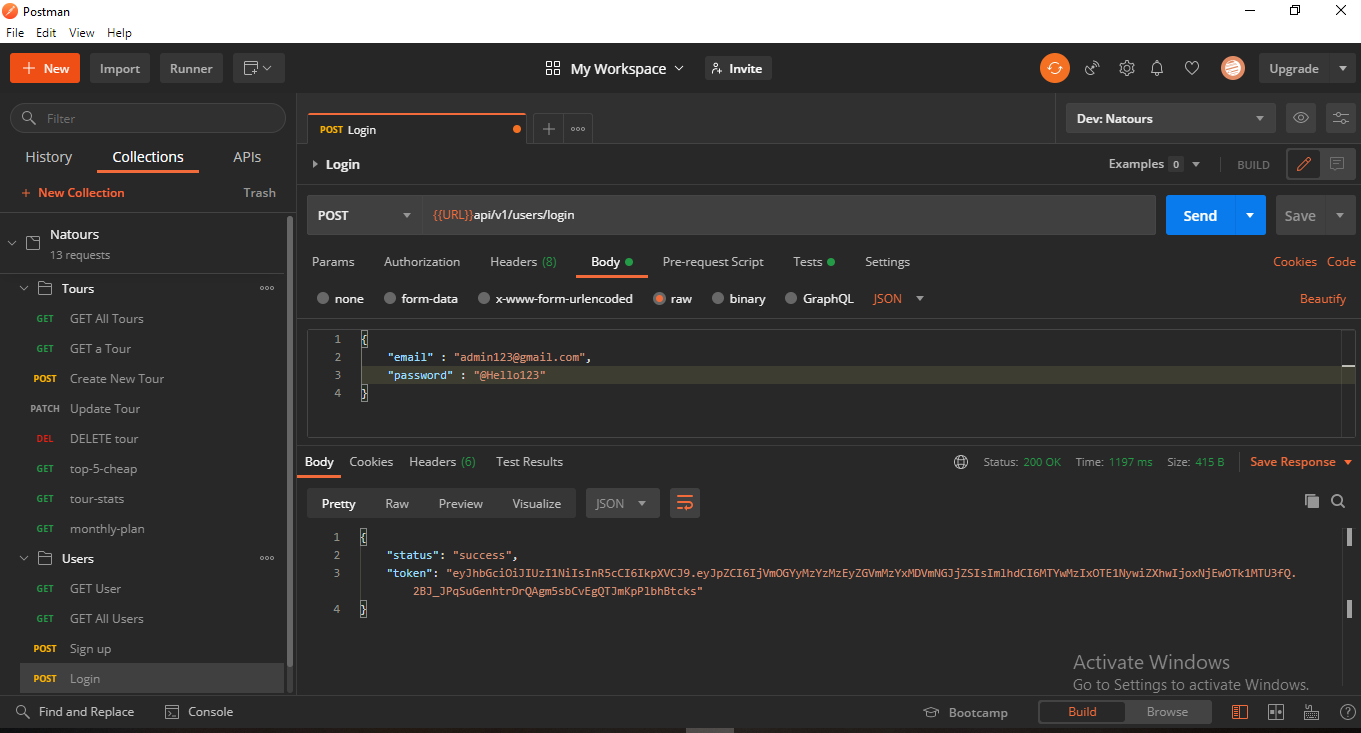 Postman
File Edit View Help
New Import Runner My Workspace Invite Upgrade
Filter
History Collections APIs
+ New Collection Trash
Natours
13 requests
Tours
GET GET All Tours
GET GET a Tour
POST Create New Tour
PATCH Update Tour
DEL DELETE tour
GET top-5-cheap
GET tour-stats
GET monthly-plan
Users
GET GET User
GET GET All Users
POST Sign up
POST Login
POST Login Dev: Natours
Login Examples 0 BUILD
POST {{URL}}api/v1/users/login Send Save
Params Authorization Headers (8) Body Pre-request Script Tests Settings Cookies Code
none form-data x-www-form-urlencoded raw binary GraphQL JSON Beautify
1 {
2 "email" : "admin123@gmail.com",
3 "password" : "@Hello123"
4 }
Body Cookies Headers (6) Test Results Status: 200 OK Time: 1197 ms Size: 415 B Save Response
Pretty Raw Preview Visualize JSON
1 {
2 "status": "success",
3 "token": "eyJhbGciOiJIUzI1NiIsInR5cCI6IkpXVCJ9.eyJpZCI6IjVmOGYyMzYzMzEyZGVmMzYxMDVmNGJjZSIsImlhdCI6MTYwMzIxOTE1NywiZXhwIjoxNjEwOTk1MTU3fQ.
2BJ_JPqSuGenhtrDrQAgm5sbCvEgQTJmKpPlbhBtcks"
4 }
Activate Windows
Go to Settings to activate Windows.
Find and Replace Console Bootcamp Build Browse